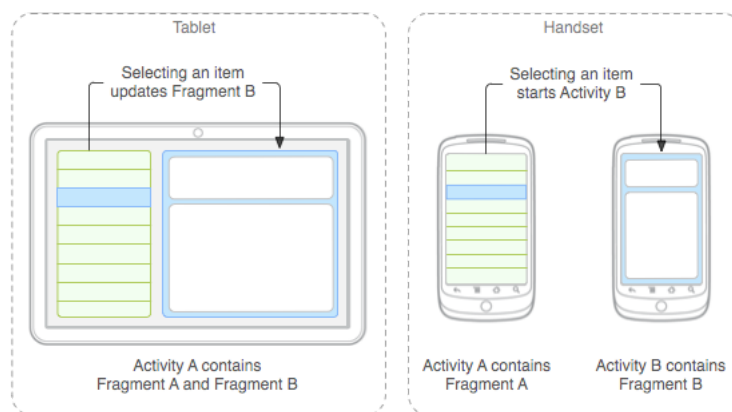 Tablet
Selecting an item
updates Fragment B
Activity A contains
Fragment A and Fragment B
Handset
Selecting an item
starts Activity B
Activity A contains
Fragment A
Activity B contains
Fragment B